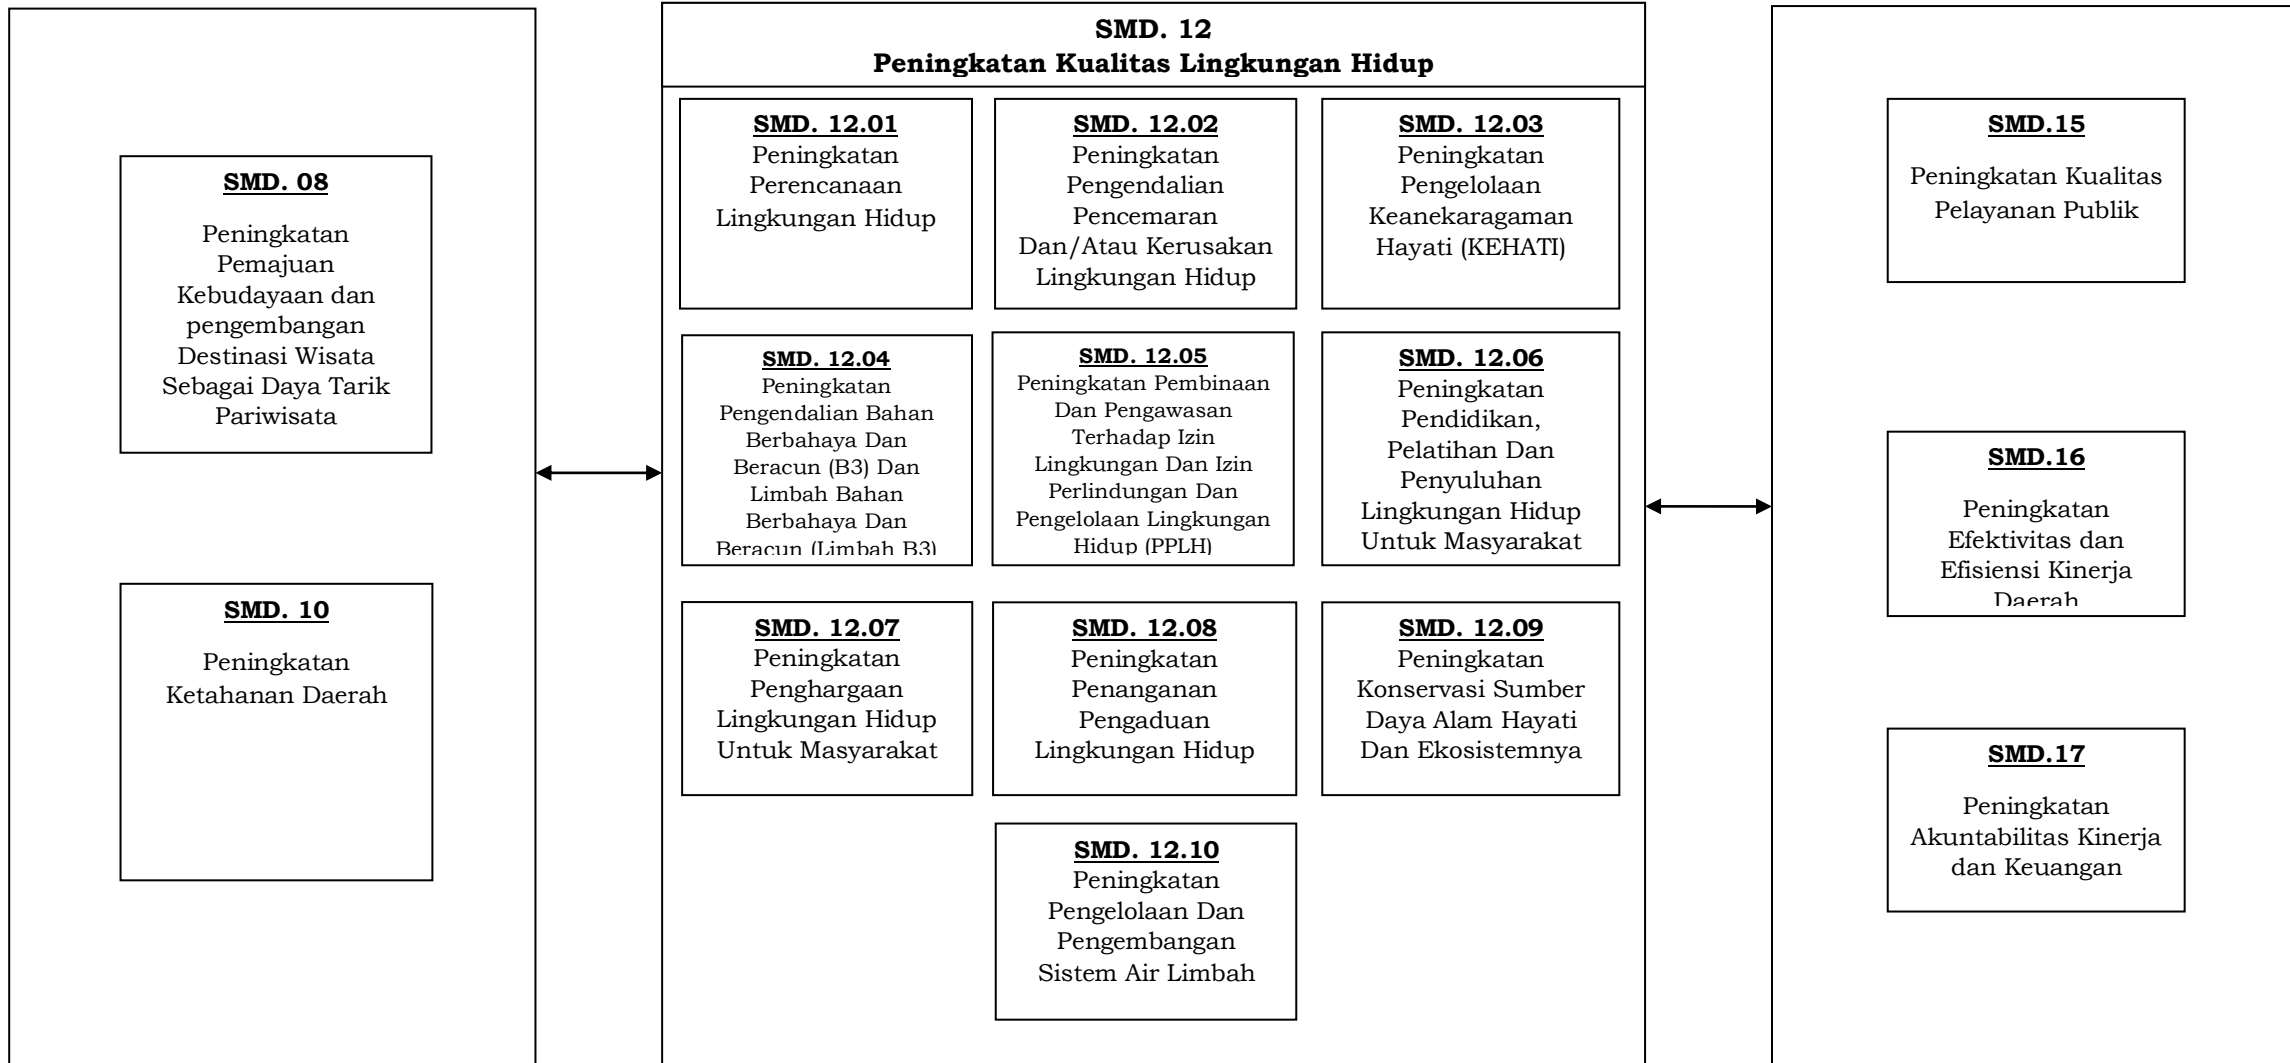 SMD. 08
Peningkatan
Pemajuan
Kebudayaan dan
pengembangan
Destinasi Wisata
Sebagai Daya Tarik
Pariwisata
SMD. 10
Peningkatan
Ketahanan Daerah
SMD. 12
Peningkatan Kualitas Lingkungan Hidup
SMD. 12.01
Peningkatan
Perencanaan
Lingkungan Hidup
SMD. 12.02
Peningkatan
Pengendalian
Pencemaran
Dan/Atau Kerusakan
Lingkungan Hidup
SMD. 12.03
Peningkatan
Pengelolaan
Keanekaragaman
Hayati (KEHATI)
SMD. 12.04
Peningkatan
Pengendalian Bahan
Berbahaya Dan
Beracun (B3) Dan
Limbah Bahan
Berbahaya Dan
Beracun (Limbah B3)
SMD. 12.05
Peningkatan Pembinaan
Dan Pengawasan
Terhadap Izin
Lingkungan Dan Izin
Perlindungan Dan
Pengelolaan Lingkungan
Hidup (PPLH)
SMD. 12.06
Peningkatan
Pendidikan,
Pelatihan Dan
Penyuluhan
Lingkungan Hidup
Untuk Masyarakat
SMD. 12.07
Peningkatan
Penghargaan
Lingkungan Hidup
Untuk Masyarakat
SMD. 12.08
Peningkatan
Penanganan
Pengaduan
Lingkungan Hidup
SMD. 12.09
Peningkatan
Konservasi Sumber
Daya Alam Hayati
Dan Ekosistemnya
SMD. 12.10
Peningkatan
Pengelolaan Dan
Pengembangan
Sistem Air Limbah
SMD.15
Peningkatan Kualitas
Pelayanan Publik
SMD.16
Peningkatan
Efektivitas dan
Efisiensi Kinerja
Daerah
SMD.17
Peningkatan
Akuntabilitas Kinerja
dan Keuangan